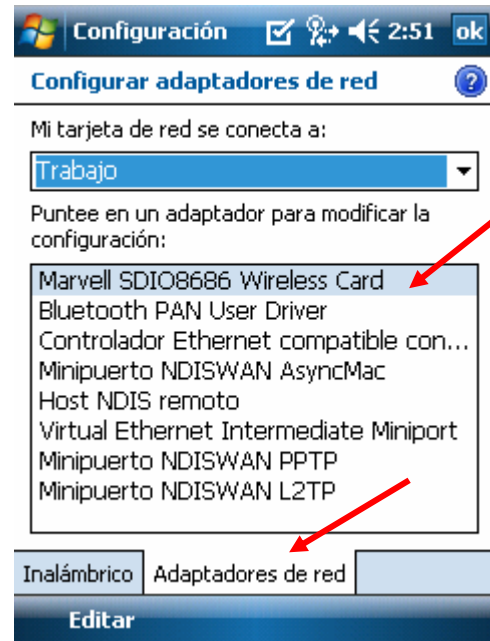 Configuración 2:51 ok
Configurar adaptadores de red ?
Mi tarjeta de red se conecta a:
Trabajo
Puntee en un adaptador para modificar la
configuración:
Marvell SDIO8686 Wireless Card
Bluetooth PAN User Driver
Controlador Ethernet compatible con...
Minipuerto NDISWAN AsyncMac
Host NDIS remoto
Virtual Ethernet Intermediate Miniport
Minipuerto NDISWAN PPTP
Minipuerto NDISWAN L2TP
Inalámbrico Adaptadores de red
Editar